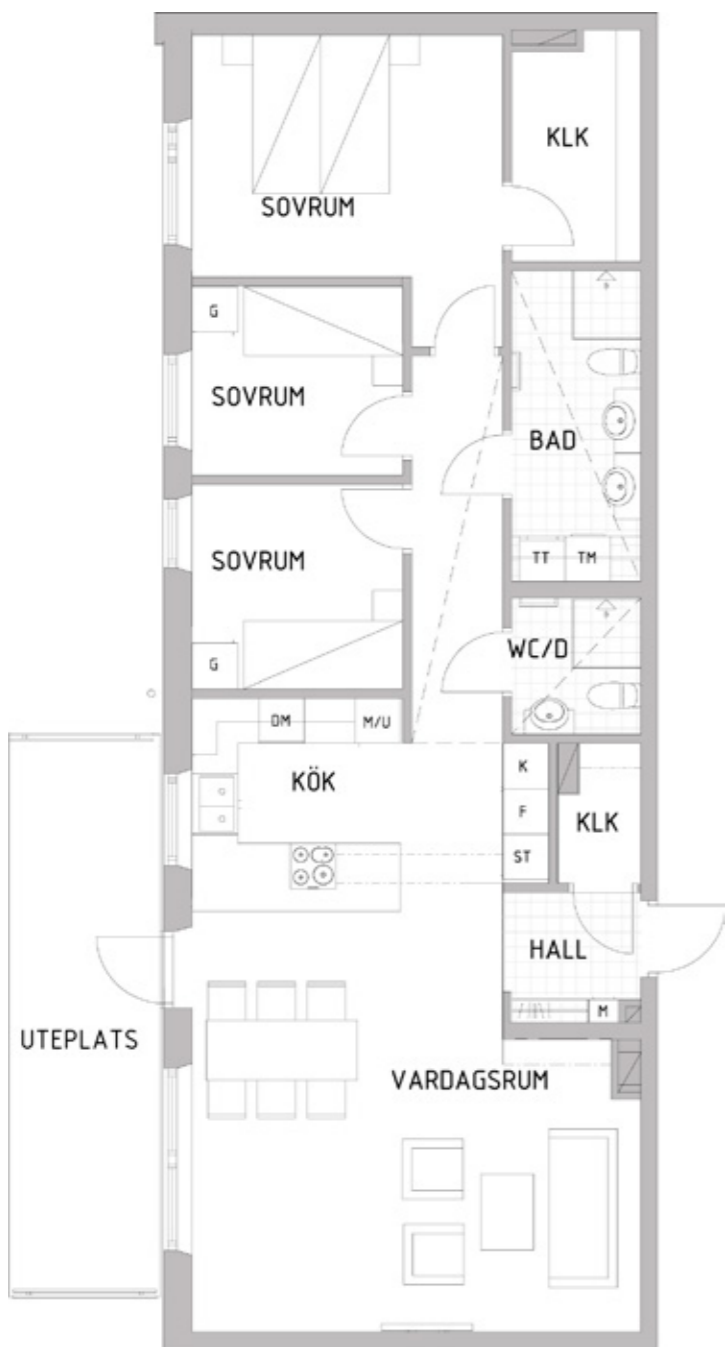 KLK
SOVRUM
G
SOVRUM
BAD
SOVRUM
TT TM
G
WC/D
DM M/U
KÖK
K
F
ST
KLK
HALL
M
UTEPLATS
VARDAGSRUM